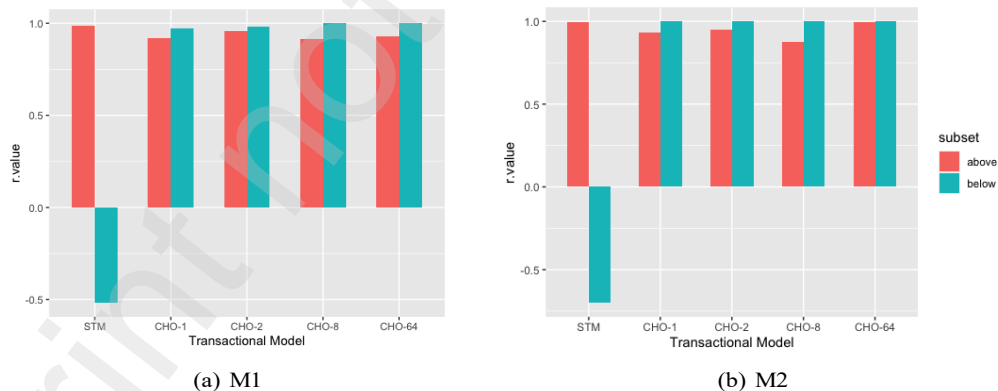 1.0
0.5
0.0
-0.5
r.value
STM CHO-1 CHO-2 CHO-8 CHO-64
Transactional Model
(a) M1
1.0
0.5
0.0
-0.5
r.value
STM CHO-1 CHO-2 CHO-8 CHO-64
Transactional Model
(b) M2
subset
above
below
rint not